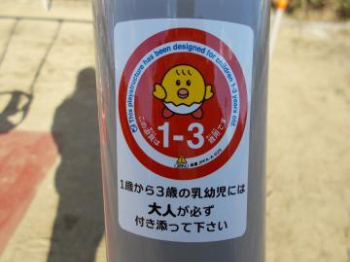 This playstructure has been designed for children 1-3 years old
この遊具は
1-3
歳用です
1歳から3歳の乳幼児には
大人が必ず
付き添って下さい